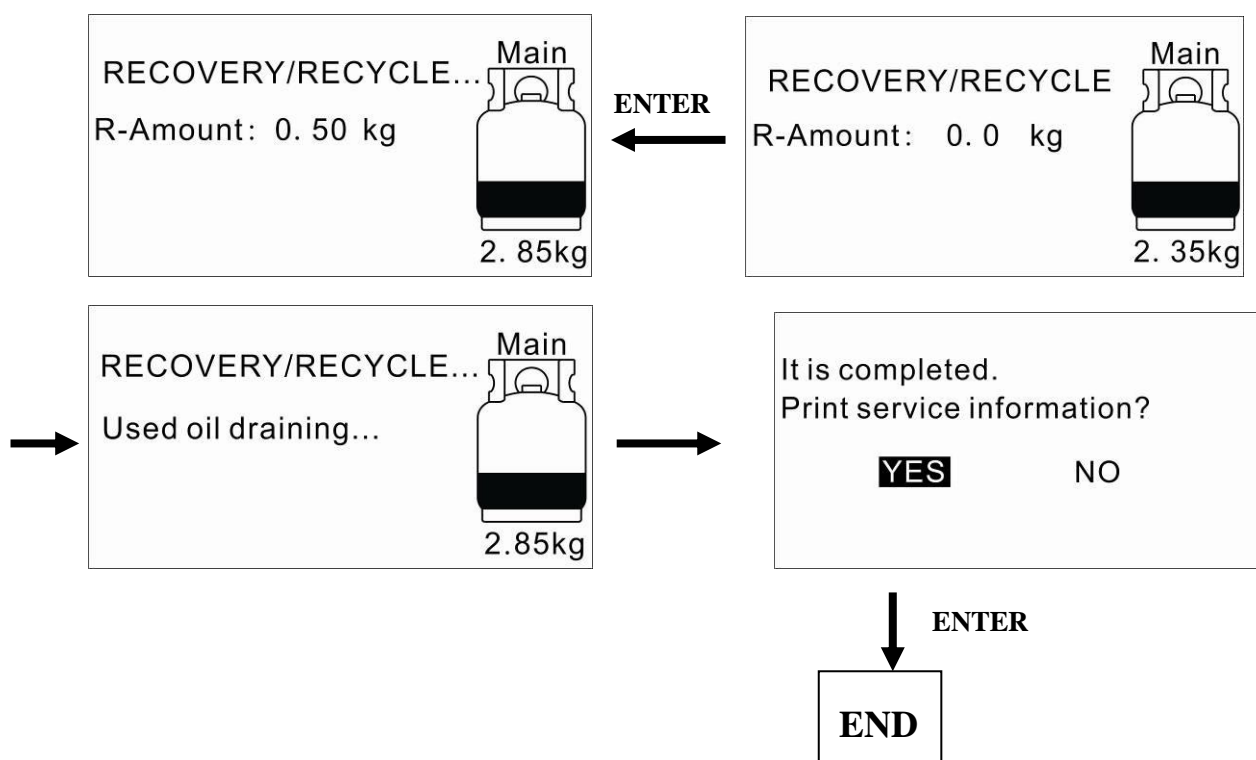 Main
RECOVERY/RECYCLE...
R-Amount: 0. 50 kg
2. 85kg
ENTER
Main
RECOVERY/RECYCLE
R-Amount: 0. 0 kg
2. 35kg
Main
RECOVERY/RECYCLE...
Used oil draining...
2.85kg
It is completed.
Print service information?
YES NO
ENTER
END